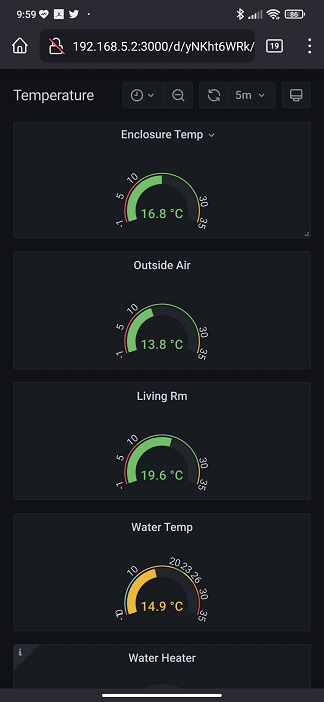 9:59
86
192.168.5.2:3000/d/yNKht6WRk/
19
Temperature
5m
Enclosure Temp
-1 5 10 30 35
16.8 °C
Outside Air
-1 5 10 30 35
13.8 °C
Living Rm
-1 5 10 30 35
19.6 °C
Water Temp
10 20 23 26 30 35
14.9 °C
i
Water Heater